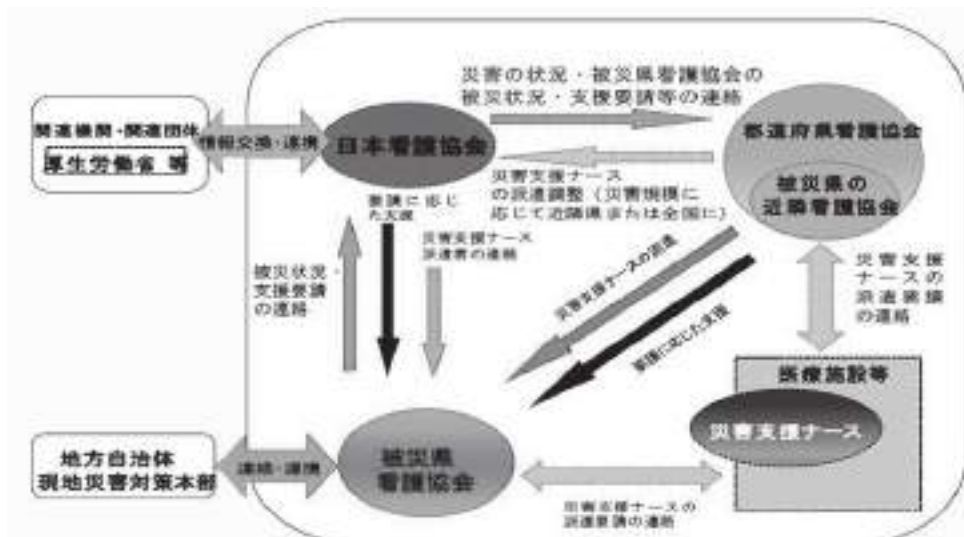 災害の状況・被災県看護協会の
被災状況・支援要請等の連絡
関連機関・関連団体
厚生労働省 等
情報交換・連携
日本看護協会
都道府県看護協会
被災県の
近隣看護協会
災害支援ナース
の派遣調整（災害規模に
応じて近隣県または全国に）
要請に応じ
た支援
災害支援ナース
派遣者の連絡
被災状況・
支援要請
の連絡
災害支援ナースの派遣
要請に応じた支援
災害支援
ナースの
派遣要請
の連絡
医療施設等
災害支援ナース
地方自治体
現地災害対策本部
連絡・連携
被災県
看護協会
災害支援ナースの
派遣要請の連絡